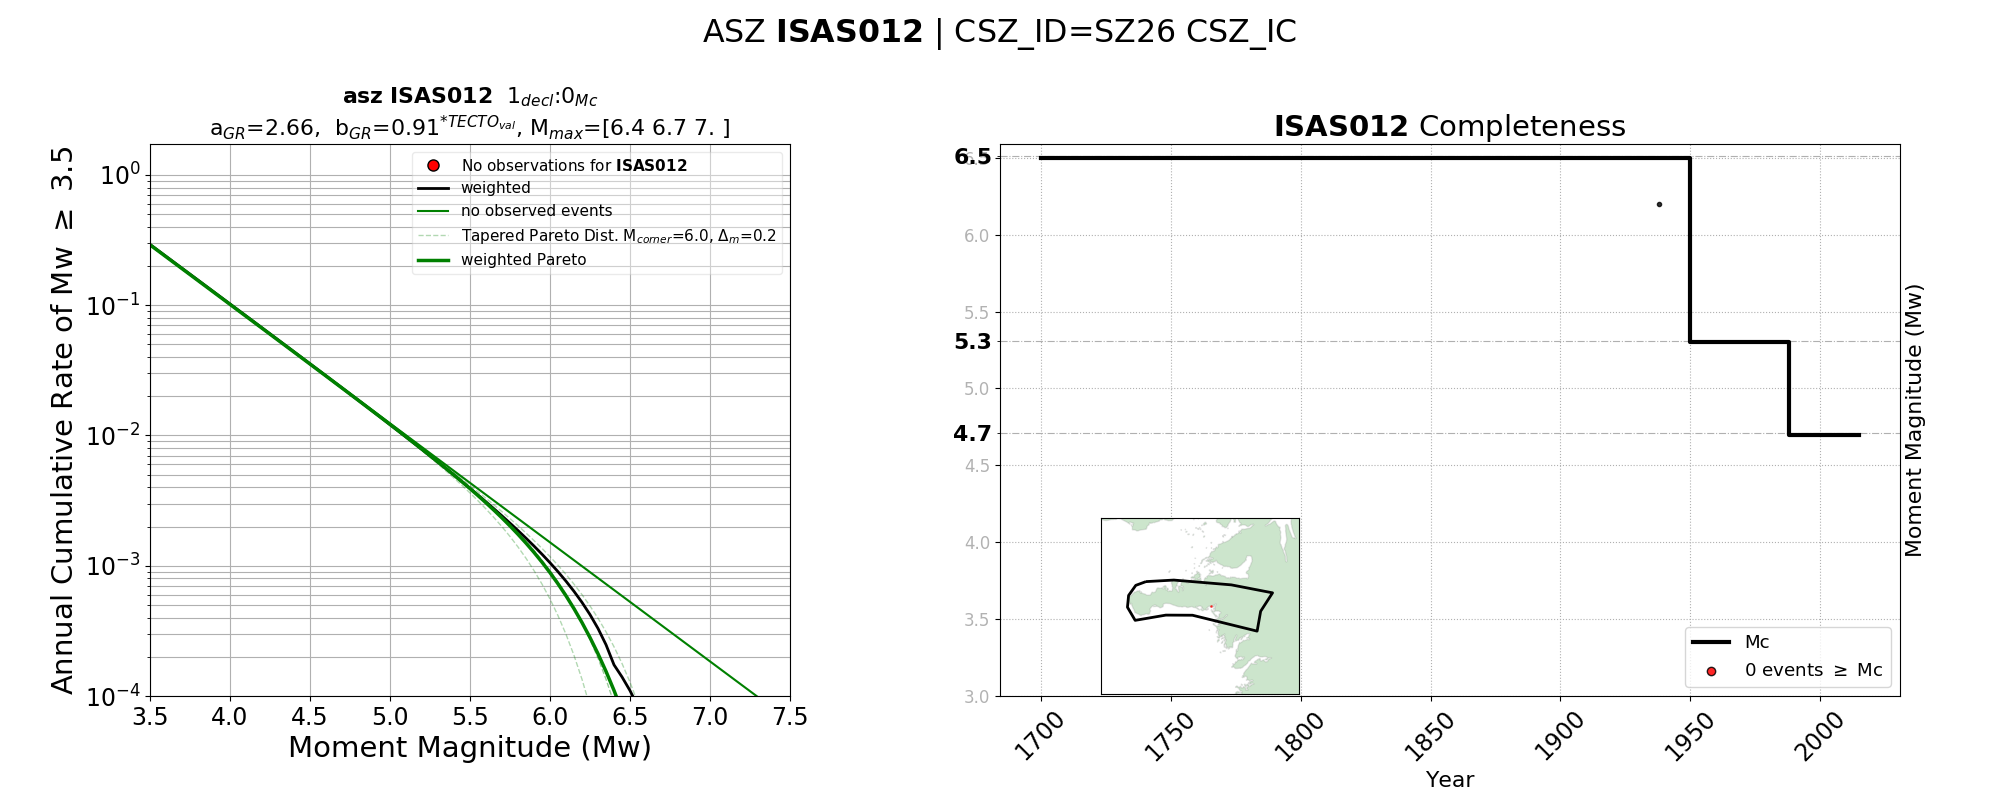 ASZ ISAS012 | CSZ_ID=SZ26 CSZ_IC
asz ISAS012 1decl:0Mc
aGR=2.66, bGR=0.91*TECTOval, Mmax=[6.4 6.7 7. ]
Annual Cumulative Rate of Mw ≥ 3.5
10^0
10^−1
10^−2
10^−3
10^−4
No observations for ISAS012
weighted
no observed events
Tapered Pareto Dist. Mcorner=6.0, Δm=0.2
weighted Pareto
3.5 4.0 4.5 5.0 5.5 6.0 6.5 7.0 7.5
Moment Magnitude (Mw)
ISAS012 Completeness
6.5
6.0
5.5
5.3
5.0
4.7
4.5
4.0
3.5
3.0
Moment Magnitude (Mw)
Mc
0 events ≥ Mc
1700 1750 1800 1850 1900 1950 2000
Year